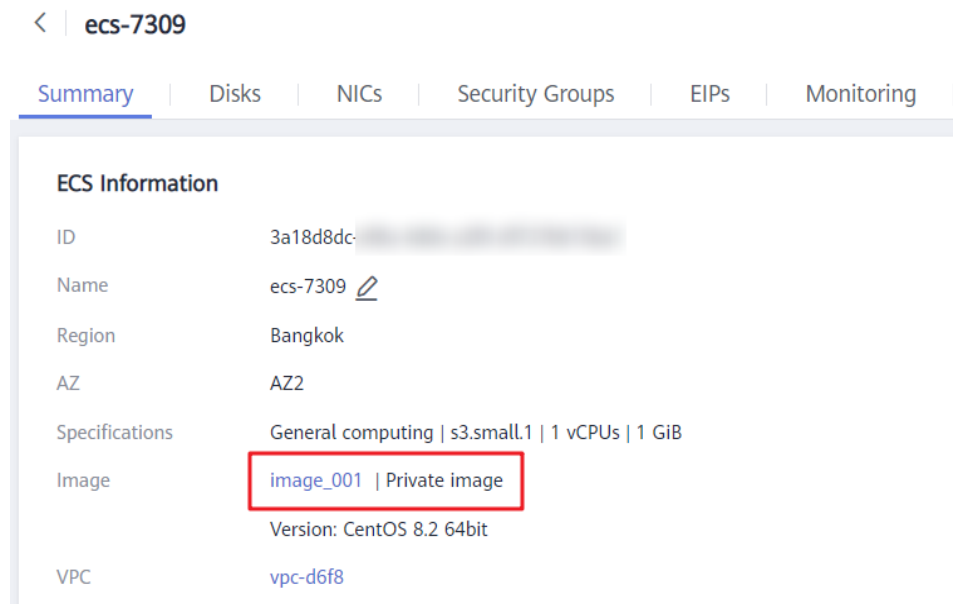 ecs-7309
Summary Disks NICs Security Groups EIPs Monitoring
ECS Information
ID 3a18d8dc-
Name ecs-7309
Region Bangkok
AZ AZ2
Specifications General computing | s3.small.1 | 1 vCPUs | 1 GiB
Image image_001 | Private image
Version: CentOS 8.2 64bit
VPC vpc-d6f8